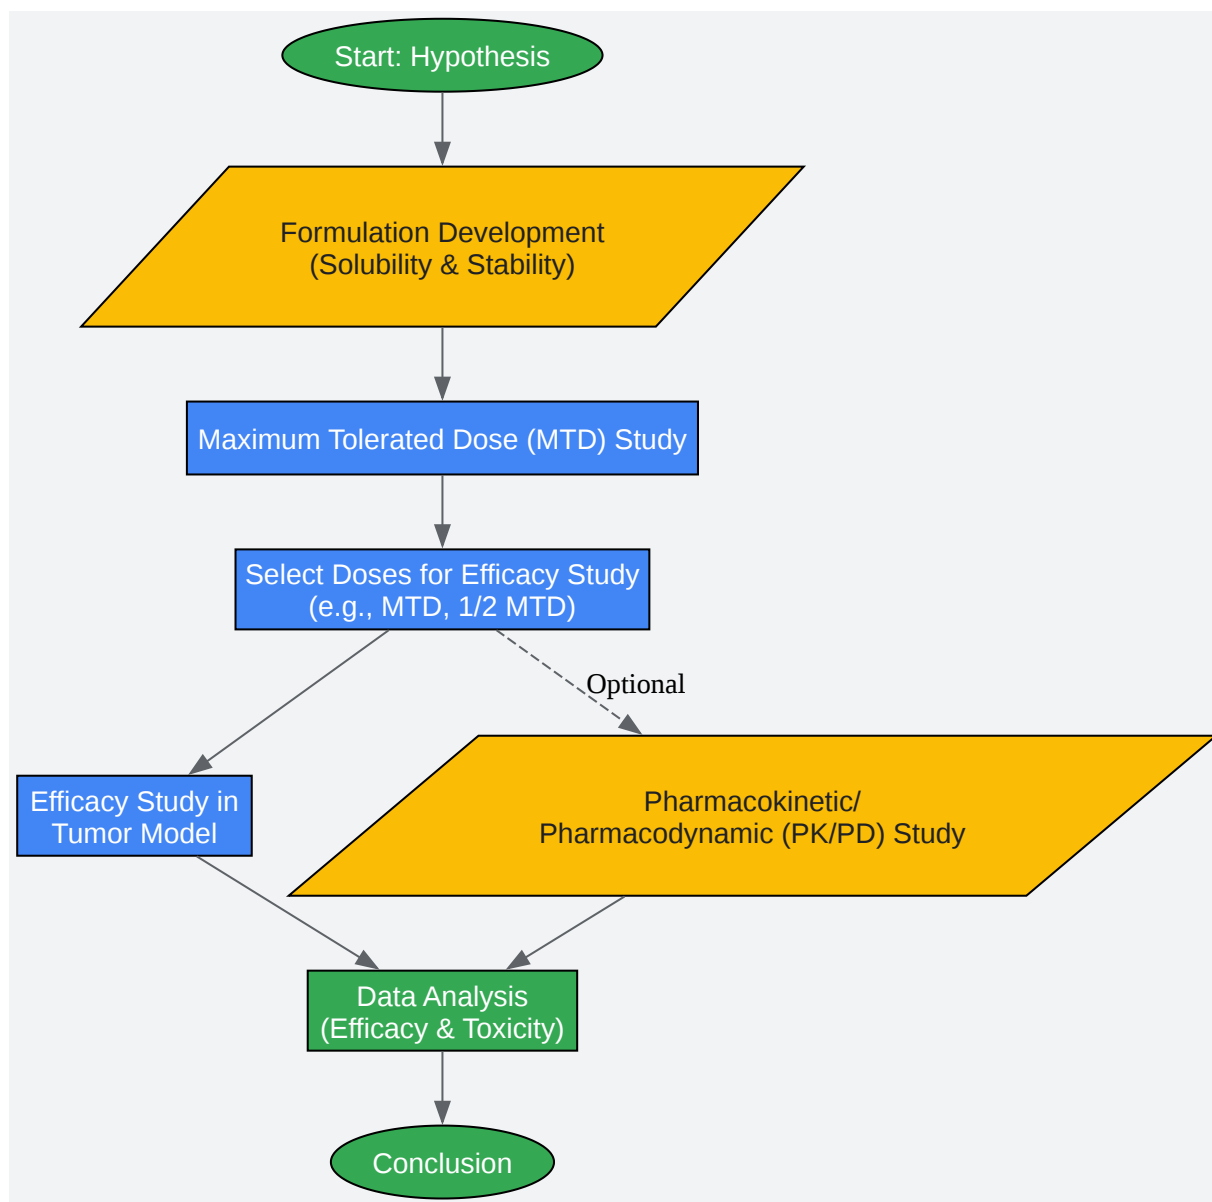 Start: Hypothesis
Formulation Development
(Solubility & Stability)
Maximum Tolerated Dose (MTD) Study
Select Doses for Efficacy Study
(e.g., MTD, 1/2 MTD)
Optional
Efficacy Study in
Tumor Model
Pharmacokinetic/
Pharmacodynamic (PK/PD) Study
Data Analysis
(Efficacy & Toxicity)
Conclusion